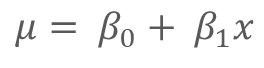 μ = β₀ + β₁x